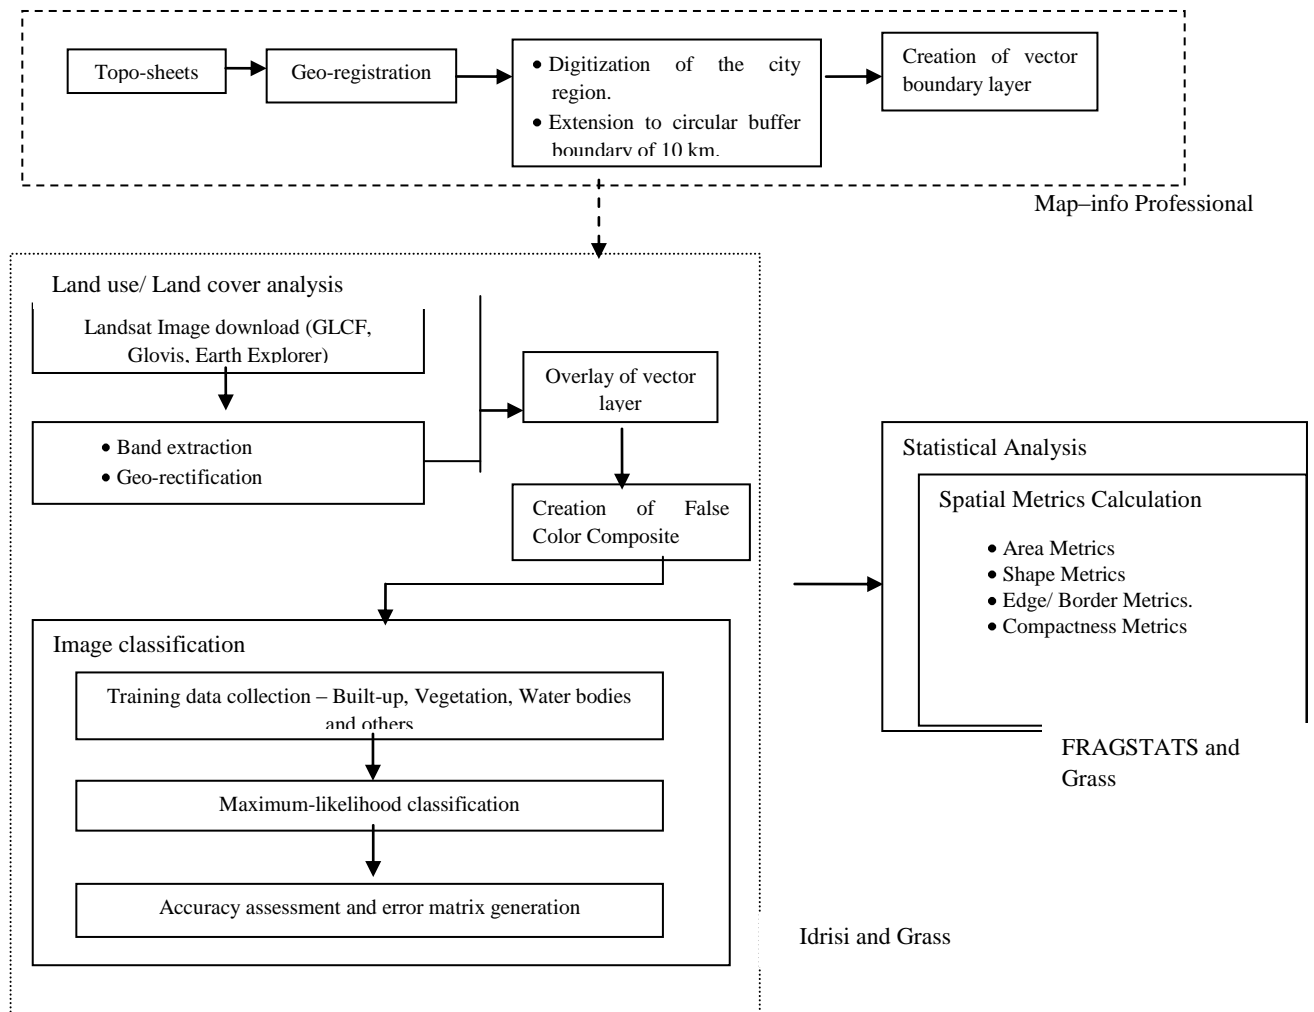 Topo-sheets
Geo-registration
• Digitization of the city
region.
• Extension to circular buffer
boundary of 10 km.
Creation of vector
boundary layer
Map–info Professional
Land use/ Land cover analysis
Landsat Image download (GLCF,
Glovis, Earth Explorer)
• Band extraction
• Geo-rectification
Overlay of vector
layer
Creation of False
Color Composite
Image classification
Training data collection – Built-up, Vegetation, Water bodies
and others
Maximum-likelihood classification
Accuracy assessment and error matrix generation
Idrisi and Grass
Statistical Analysis
Spatial Metrics Calculation
• Area Metrics
• Shape Metrics
• Edge/ Border Metrics.
• Compactness Metrics
FRAGSTATS and
Grass